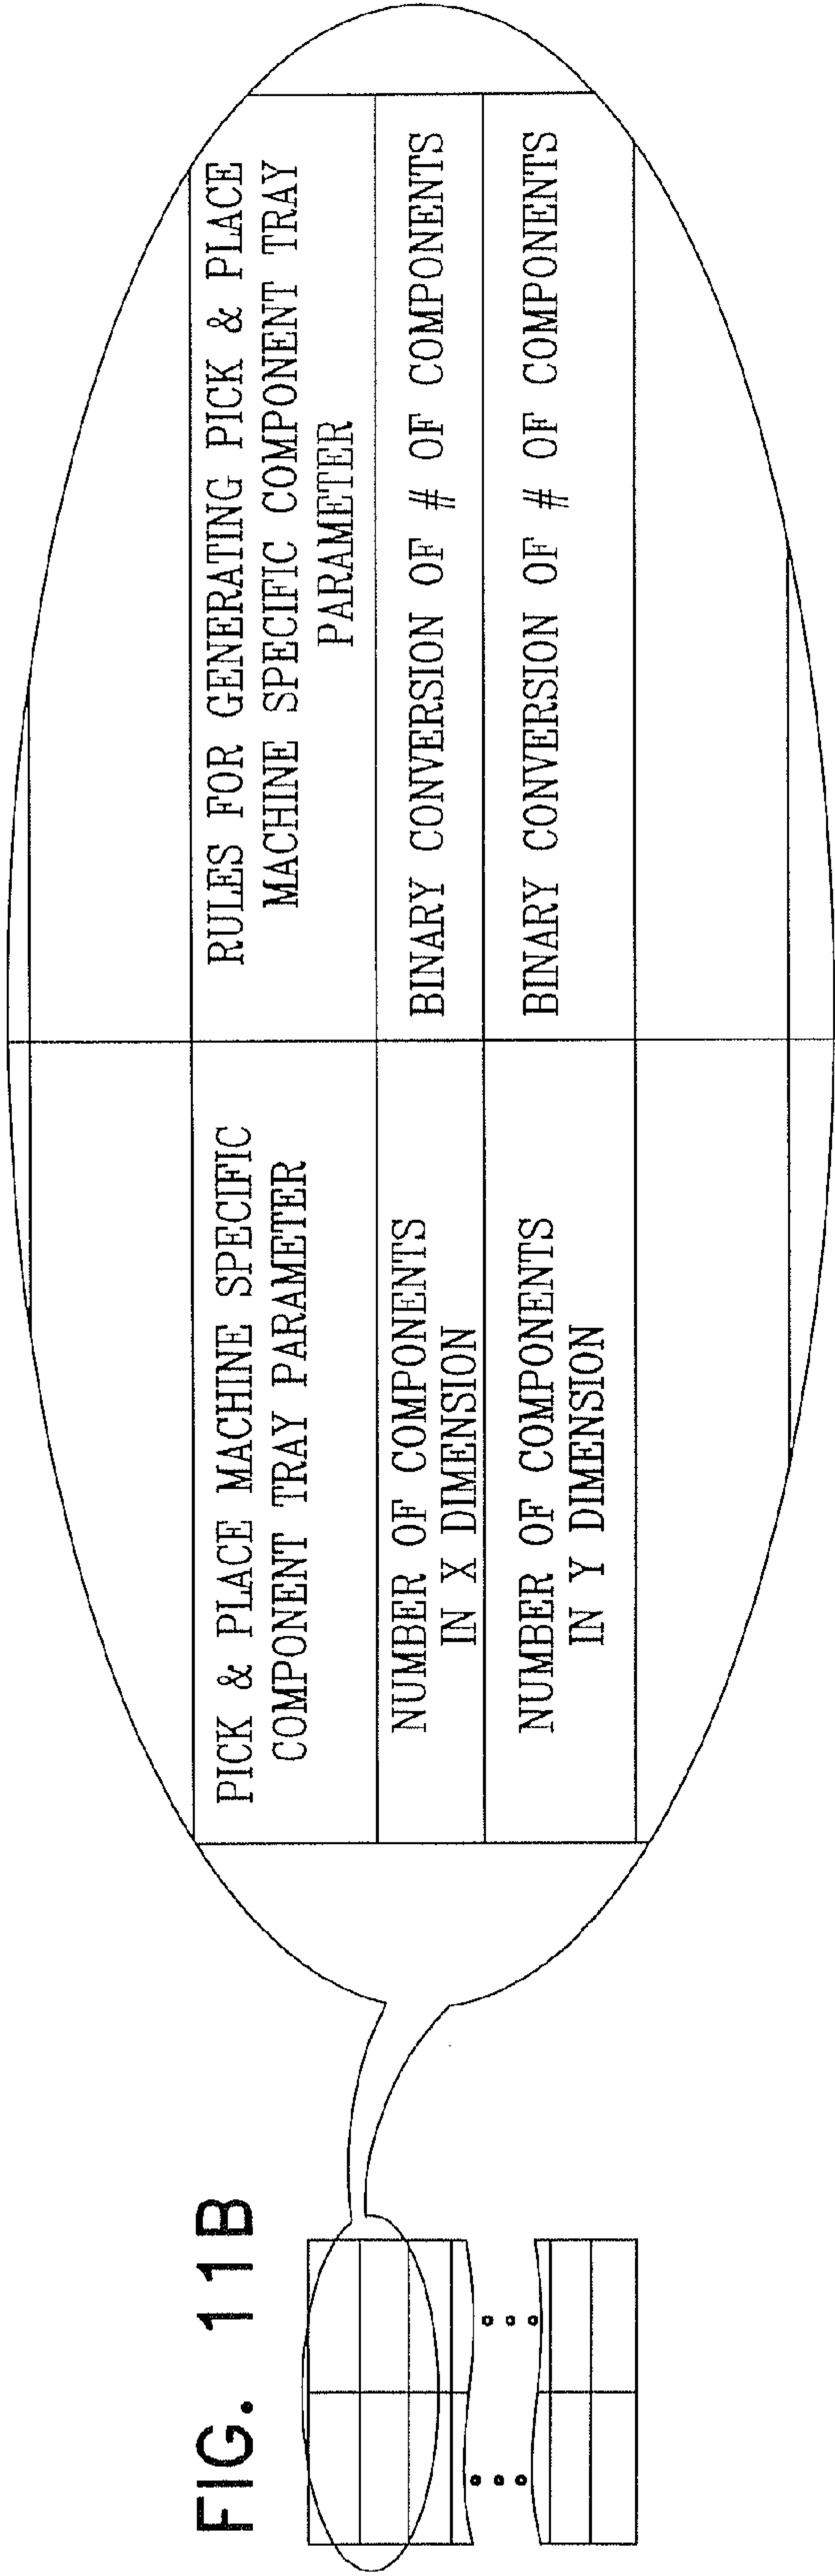 FIG. 11B
PICK & PLACE MACHINE SPECIFIC
COMPONENT TRAY PARAMETER
RULES FOR GENERATING PICK & PLACE
MACHINE SPECIFIC COMPONENT TRAY
PARAMETER
NUMBER OF COMPONENTS
IN X DIMENSION
BINARY CONVERSION OF # OF COMPONENTS
NUMBER OF COMPONENTS
IN Y DIMENSION
BINARY CONVERSION OF # OF COMPONENTS